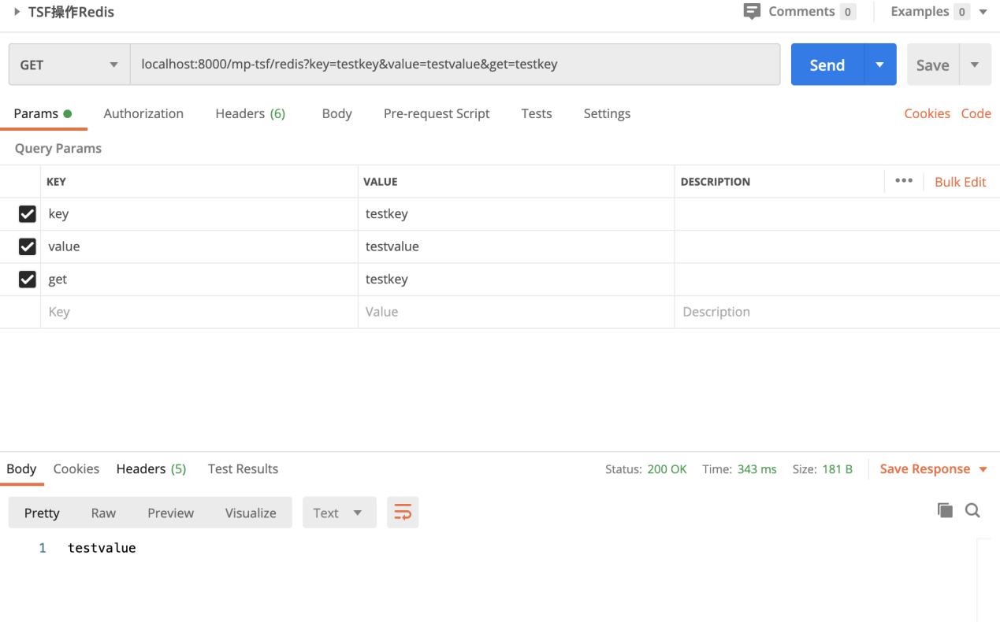 TSF操作Redis Comments 0 Examples 0
GET localhost:8000/mp-tsf/redis?key=testkey&value=testvalue&get=testkey Send Save
Params Authorization Headers (6) Body Pre-request Script Tests Settings Cookies Code
Query Params
KEY VALUE DESCRIPTION ••• Bulk Edit
key testkey
value testvalue
get testkey
Key Value Description
Body Cookies Headers (5) Test Results Status: 200 OK Time: 343 ms Size: 181 B Save Response
Pretty Raw Preview Visualize Text
1 testvalue